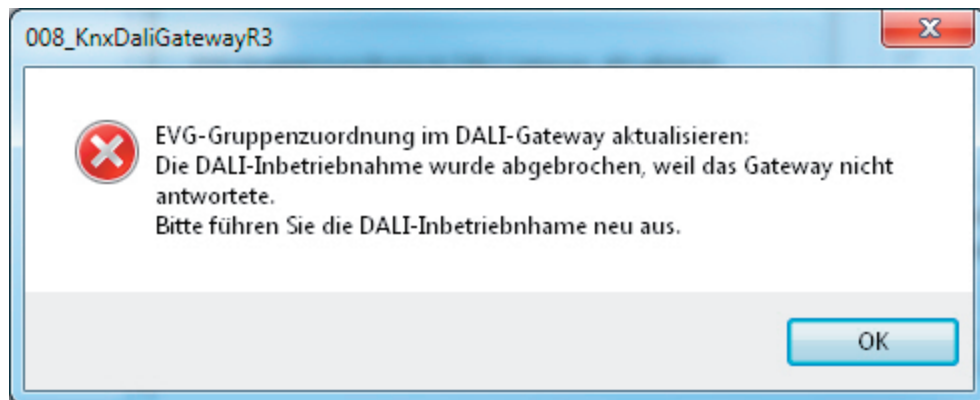 008_KnxDaliGatewayR3
EVG-Gruppenzuordnung im DALI-Gateway aktualisieren:
Die DALI-Inbetriebnahme wurde abgebrochen, weil das Gateway nicht
antwortete.
Bitte führen Sie die DALI-Inbetriebnhame neu aus.
OK